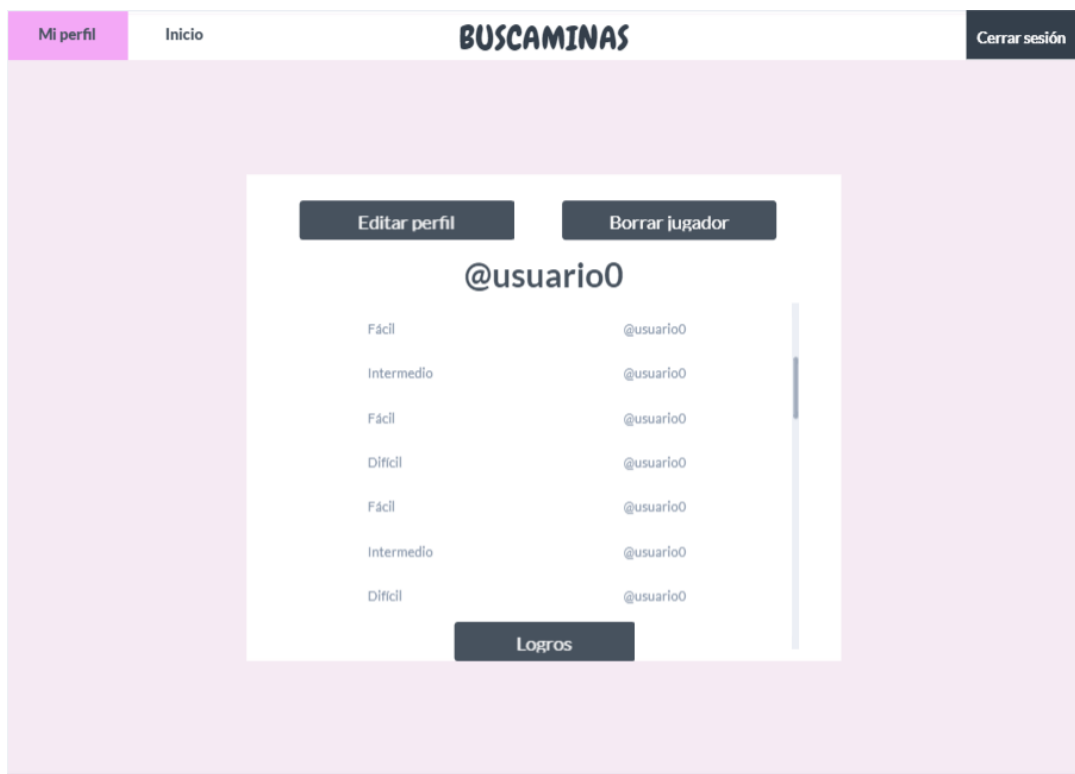 Mi perfil Inicio BUSCAMINAS Cerrar sesión
Editar perfil Borrar jugador
@usuario0
Fácil @usuario0
Intermedio @usuario0
Fácil @usuario0
Difícil @usuario0
Fácil @usuario0
Intermedio @usuario0
Difícil @usuario0
Logros